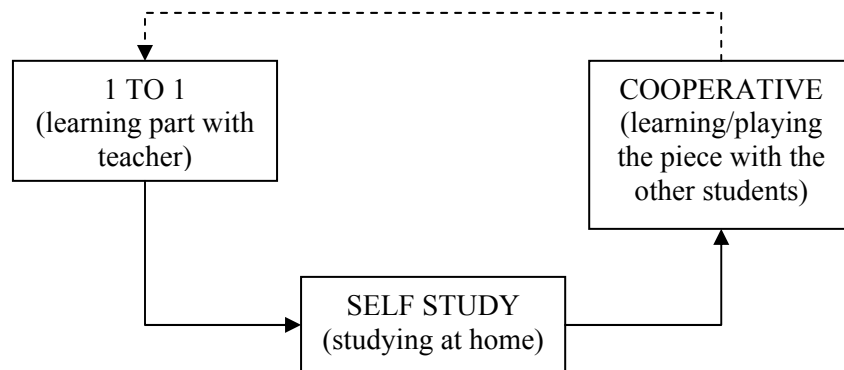 1 TO 1
(learning part with
teacher)
COOPERATIVE
(learning/playing
the piece with the
other students)
SELF STUDY
(studying at home)